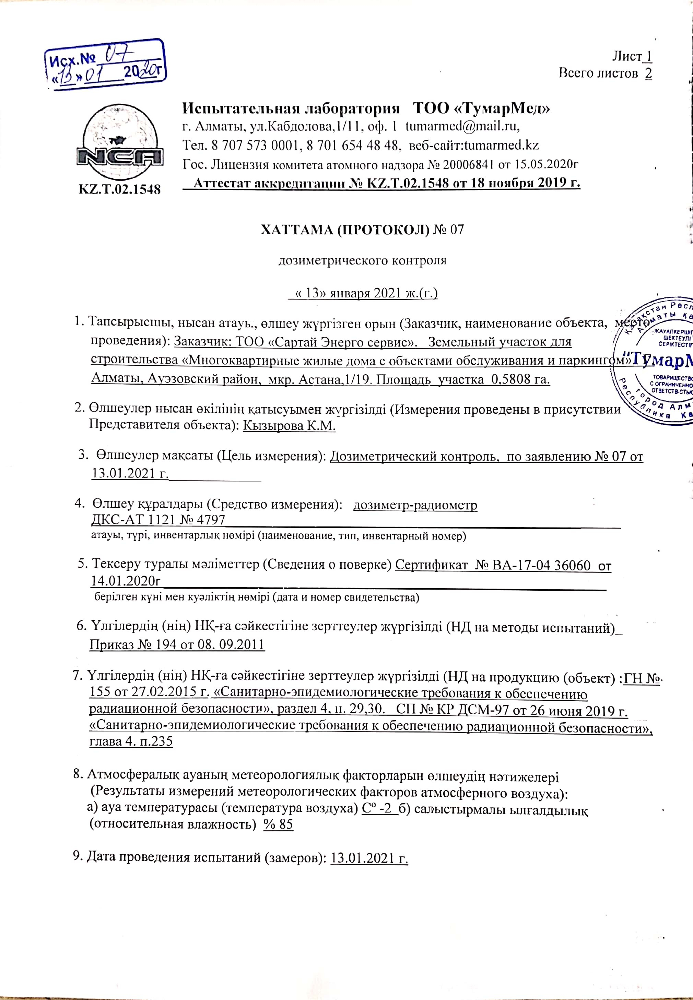 Исх.№ 07
«13» 01 2020г
Лист 1
Всего листов 2
NCA
KZ.T.02.1548
Испытательная лаборатория ТОО «ТумарМед»
г. Алматы, ул.Кабдолова,1/11, оф. 1 tumarmed@mail.ru,
Тел. 8 707 573 0001, 8 701 654 48 48, веб-сайт:tumarmed.kz
Гос. Лицензия комитета атомного надзора № 20006841 от 15.05.2020г
Аттестат аккредитации № KZ.T.02.1548 от 18 ноября 2019 г.
ХАТТАМА (ПРОТОКОЛ) № 07
дозиметрического контроля
« 13» января 2021 ж.(г.)
1. Тапсырысшы, нысан атауы., өлшеу жүргізген орын (Заказчик, наименование объекта, место
проведения): Заказчик: ТОО «Сартай Энерго сервис». Земельный участок для
строительства «Многоквартирные жилые дома с объектами обслуживания и паркингом»
Алматы, Ауэзовский район, мкр. Астана,1/19. Площадь участка 0,5808 га.
Қазақстан Респ
Алматы қа
ЖАУАПКЕРШІГ
ШЕКТЕУЛІ
СЕРІКТЕСТІГ
"ТумарМ
ТОВАРИЩЕСТВО
С ОГРАНИЧЕННО
ОТВЕТСТВ-СТЬЮ
город Алм
Республика Ка
2. Өлшеулер нысан өкілінің қатысуымен жүргізілді (Измерения проведены в присутствии
Представителя объекта): Кызырова К.М.
3. Өлшеулер мақсаты (Цель измерения): Дозиметрический контроль, по заявлению № 07 от
13.01.2021 г.
4. Өлшеу құралдары (Средство измерения): дозиметр-радиометр
ДКС-АТ 1121 № 4797
атауы, түрі, инвентарлық нөмірі (наименование, тип, инвентарный номер)
5. Тексеру туралы мәліметтер (Сведения о поверке) Сертификат № ВА-17-04 36060 от
14.01.2020г
берілген күні мен куәліктің нөмірі (дата и номер свидетельства)
6. Үлгілердің (нің) НҚ-ға сәйкестігіне зерттеулер жүргізілді (НД на методы испытаний)_
Приказ № 194 от 08. 09.2011
7. Үлгілердің (нің) НҚ-ға сәйкестігіне зерттеулер жүргізілді (НД на продукцию (объект) :ГН №
155 от 27.02.2015 г. «Санитарно-эпидемиологические требования к обеспечению
радиационной безопасности», раздел 4, п. 29,30. СП № КР ДСМ-97 от 26 июня 2019 г.
«Санитарно-эпидемиологические требования к обеспечению радиационной безопасности»,
глава 4. п.235
8. Атмосфералық ауаның метеорологиялық факторларын өлшеудің нәтижелері
(Результаты измерений метеорологических факторов атмосферного воздуха):
а) ауа температурасы (температура воздуха) Сº -2 б) салыстырмалы ылғалдылық
(относительная влажность) % 85
9. Дата проведения испытаний (замеров): 13.01.2021 г.